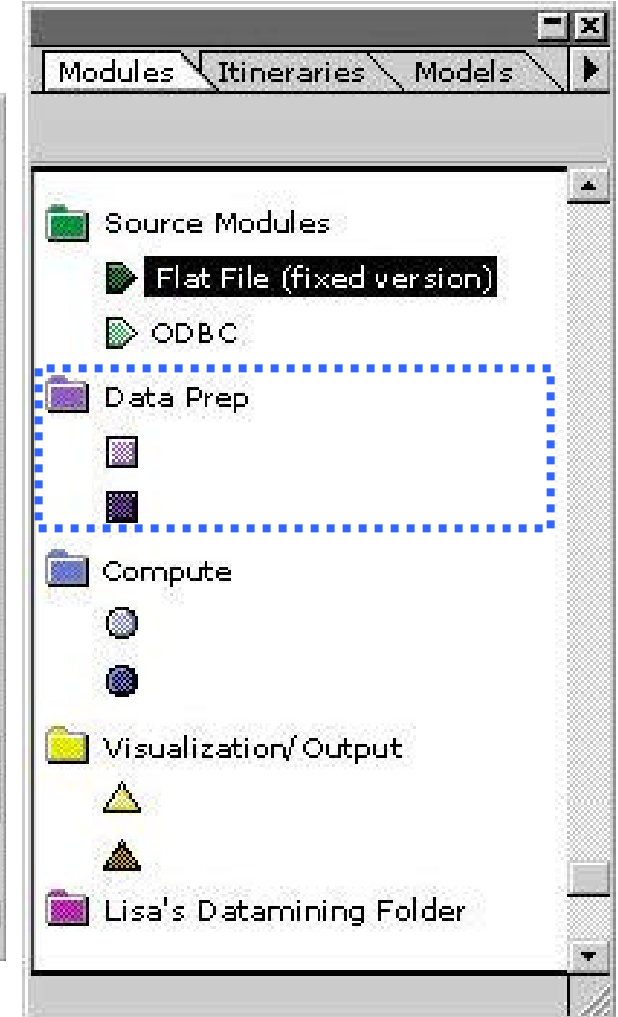 Modules Itineraries Models
Source Modules
Flat File (fixed version)
ODBC
Data Prep
Compute
Visualization/Output
Lisa's Datamining Folder